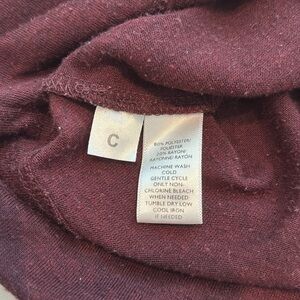 C
80% POLYESTER/
POLIÉSTER
20% RAYON/
RAYONNE/RAYÓN
MACHINE WASH
COLD
GENTLE CYCLE
ONLY NON-
CHLORINE BLEACH
WHEN NEEDED
TUMBLE DRY LOW
COOL IRON
IF NEEDED